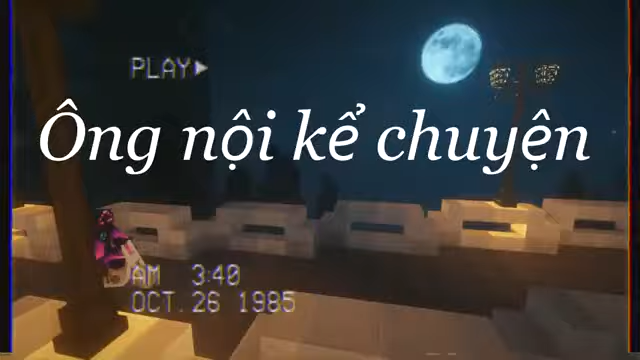 PLAY►
Ông nội kể chuyện
AM 3:40
OCT. 26 1985